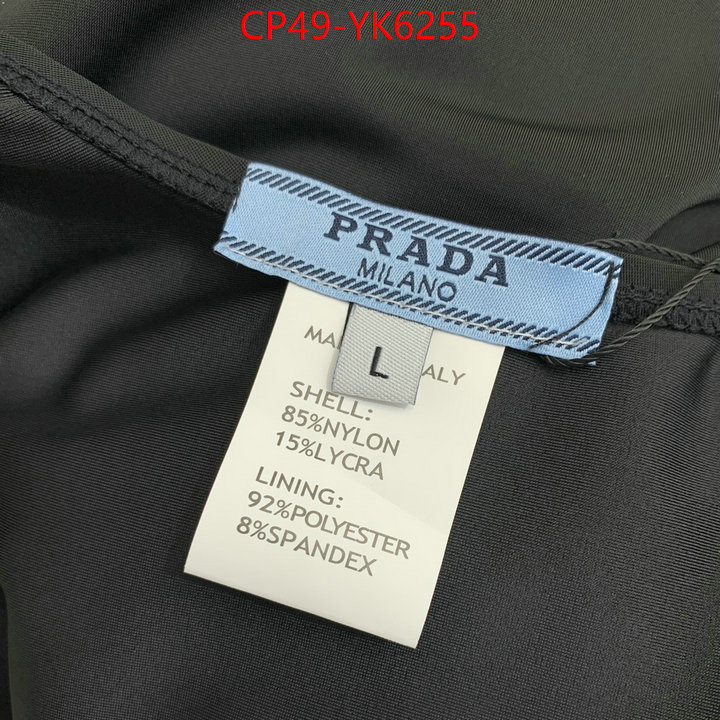 CP49-YK6255
PRADA
MILANO
L
SHELL:
85%NYLON
15%LYCRA
LINING:
92%POLYESTER
8%SPANDEX